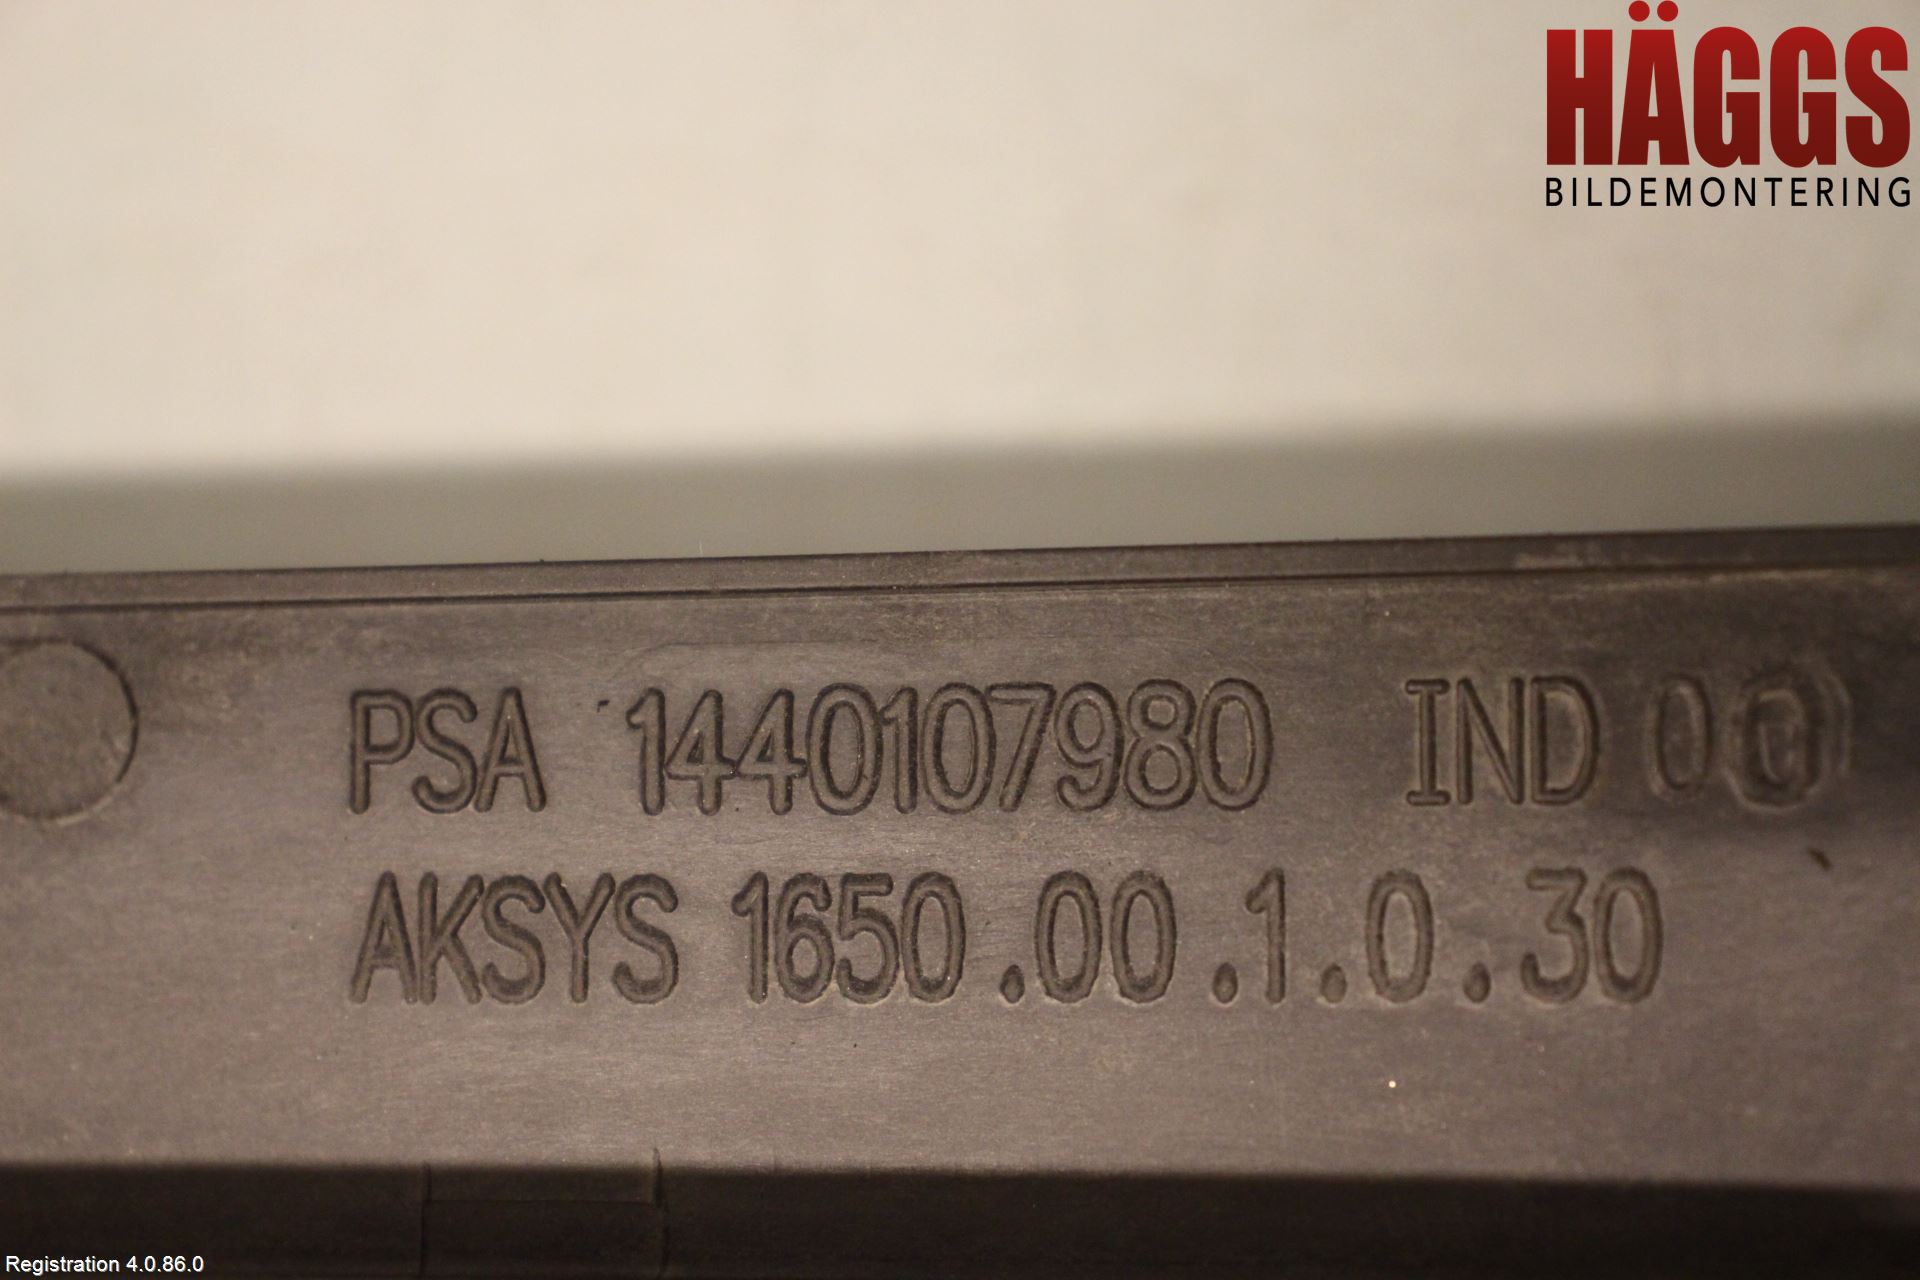 HÄGGS
BILDEMONTERING
PSA 1440107980 IND 00
AKSYS 1650.00.1.0.30
Registration 4.0.86.0